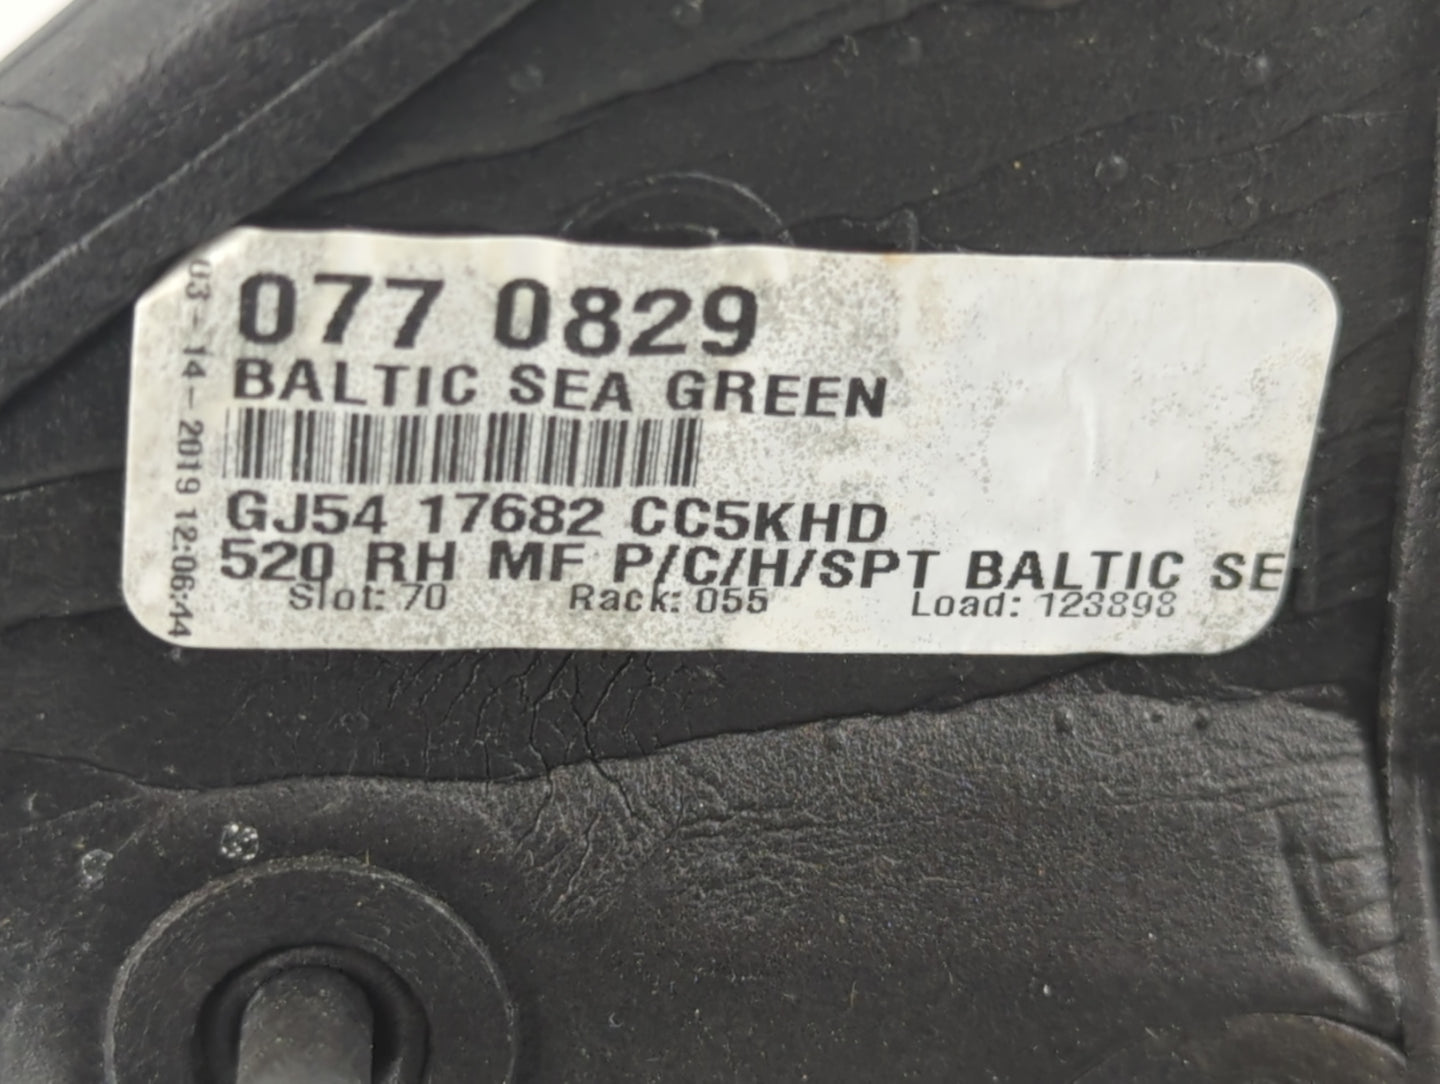 077 0829
BALTIC SEA GREEN
GJ54 17682 CC5KHD
520 RH MF P/C/H/SPT BALTIC SE
Slot: 70 Rack: 055 Load: 123898
03-14-2019 12:06:44